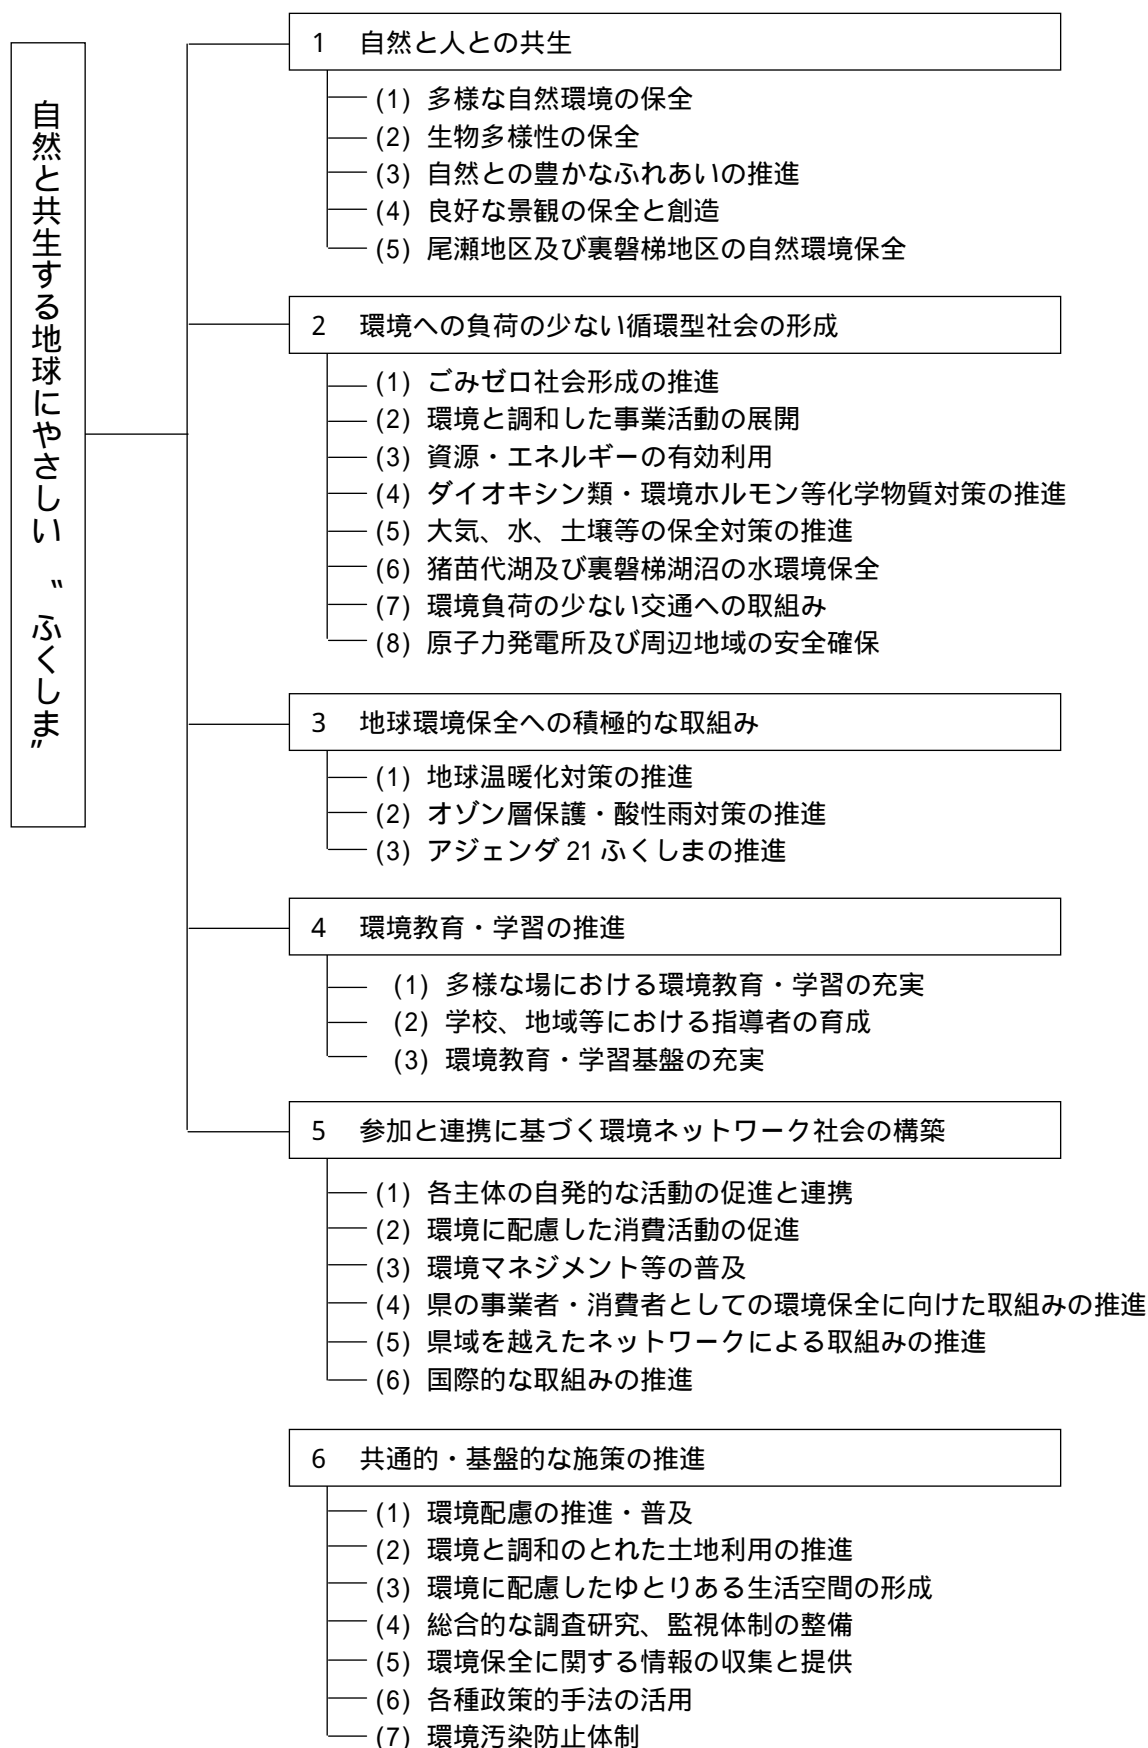 自然と共生する地球にやさしい〝ふくしま〟
1 自然と人との共生
(1) 多様な自然環境の保全
(2) 生物多様性の保全
(3) 自然との豊かなふれあいの推進
(4) 良好な景観の保全と創造
(5) 尾瀬地区及び裏磐梯地区の自然環境保全
2 環境への負荷の少ない循環型社会の形成
(1) ごみゼロ社会形成の推進
(2) 環境と調和した事業活動の展開
(3) 資源・エネルギーの有効利用
(4) ダイオキシン類・環境ホルモン等化学物質対策の推進
(5) 大気、水、土壌等の保全対策の推進
(6) 猪苗代湖及び裏磐梯湖沼の水環境保全
(7) 環境負荷の少ない交通への取組み
(8) 原子力発電所及び周辺地域の安全確保
3 地球環境保全への積極的な取組み
(1) 地球温暖化対策の推進
(2) オゾン層保護・酸性雨対策の推進
(3) アジェンダ 21 ふくしまの推進
4 環境教育・学習の推進
(1) 多様な場における環境教育・学習の充実
(2) 学校、地域等における指導者の育成
(3) 環境教育・学習基盤の充実
5 参加と連携に基づく環境ネットワーク社会の構築
(1) 各主体の自発的な活動の促進と連携
(2) 環境に配慮した消費活動の促進
(3) 環境マネジメント等の普及
(4) 県の事業者・消費者としての環境保全に向けた取組みの推進
(5) 県域を越えたネットワークによる取組みの推進
(6) 国際的な取組みの推進
6 共通的・基盤的な施策の推進
(1) 環境配慮の推進・普及
(2) 環境と調和のとれた土地利用の推進
(3) 環境に配慮したゆとりある生活空間の形成
(4) 総合的な調査研究、監視体制の整備
(5) 環境保全に関する情報の収集と提供
(6) 各種政策的手法の活用
(7) 環境汚染防止体制